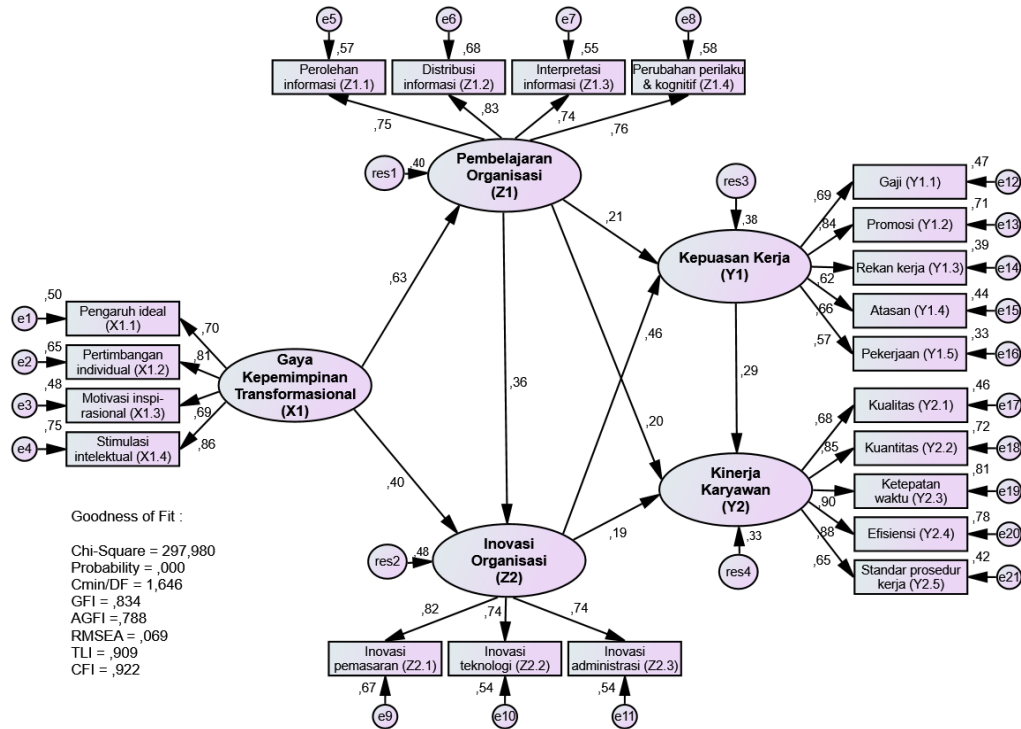 e5
e6
e7
e8
,57
,68
,55
,58
Perolehan
informasi (Z1.1)
Distribusi
informasi (Z1.2)
Interpretasi
informasi (Z1.3)
Perubahan perilaku
& kognitif (Z1.4)
,75
,83
,74
,76
res1
,40
Pembelajaran
Organisasi
(Z1)
res3
,38
,21
Kepuasan Kerja
(Y1)
,69
,84
,62
,66
,57
Gaji (Y1.1)
,47
e12
Promosi (Y1.2)
,71
e13
Rekan kerja (Y1.3)
,39
e14
Atasan (Y1.4)
,44
e15
Pekerjaan (Y1.5)
,33
e16
,63
,46
,36
,20
,29
,50
e1
Pengaruh ideal
(X1.1)
,65
e2
Pertimbangan
individual (X1.2)
,48
e3
Motivasi inspi-
rasional (X1.3)
,75
e4
Stimulasi
intelektual (X1.4)
,70
,81
,69
,86
Gaya
Kepemimpinan
Transformasional
(X1)
,40
,19
Kinerja
Karyawan
(Y2)
,33
res4
,68
,85
,90
,88
,65
Kualitas (Y2.1)
,46
e17
Kuantitas (Y2.2)
,72
e18
Ketepatan
waktu (Y2.3)
,81
e19
Efisiensi (Y2.4)
,78
e20
Standar prosedur
kerja (Y2.5)
,42
e21
res2
,48
Inovasi
Organisasi
(Z2)
,82
,74
,74
Inovasi
pemasaran (Z2.1)
Inovasi
teknologi (Z2.2)
Inovasi
administrasi (Z2.3)
,67
,54
,54
e9
e10
e11
Goodness of Fit :
Chi-Square = 297,980
Probability = ,000
Cmin/DF = 1,646
GFI = ,834
AGFI =,788
RMSEA = ,069
TLI = ,909
CFI = ,922